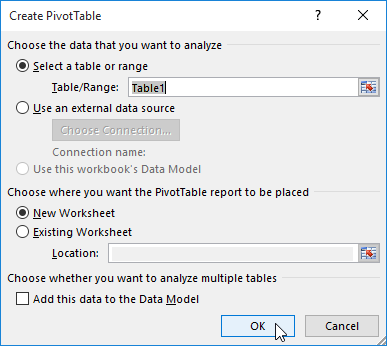 Create PivotTable
?
Choose the data that you want to analyze
Select a table or range
Table/Range: Table1
Use an external data source
Choose Connection...
Connection name:
Use this workbook's Data Model
Choose where you want the PivotTable report to be placed
New Worksheet
Existing Worksheet
Location:
Choose whether you want to analyze multiple tables
Add this data to the Data Model
OK Cancel